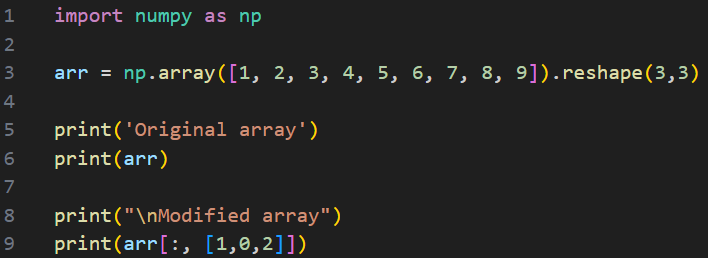 1 import numpy as np
2
3 arr = np.array([1, 2, 3, 4, 5, 6, 7, 8, 9]).reshape(3,3)
4
5 print('Original array')
6 print(arr)
7
8 print("\nModified array")
9 print(arr[:, [1,0,2]])